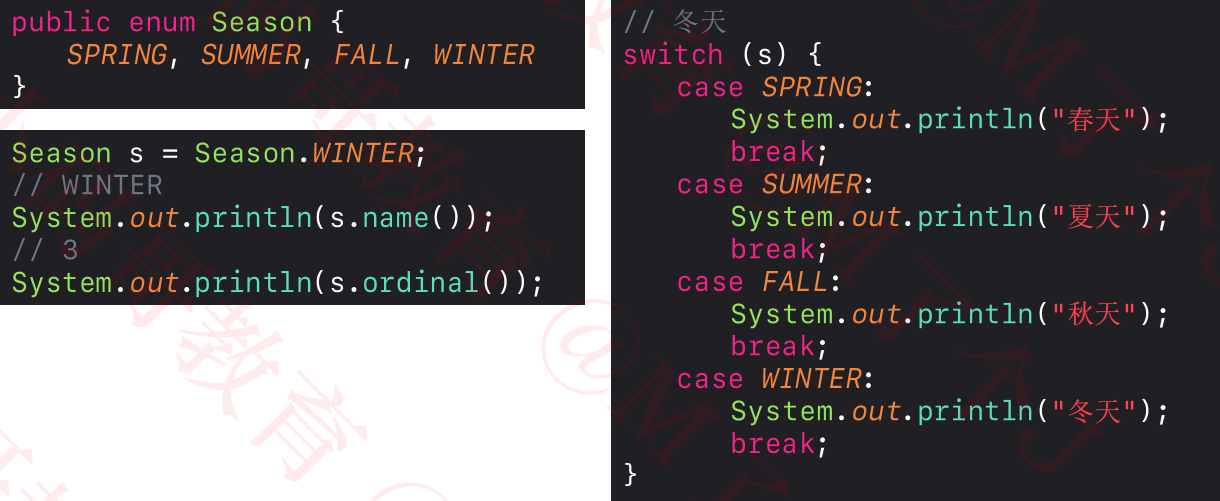 public enum Season {
SPRING, SUMMER, FALL, WINTER
}
Season s = Season.WINTER;
// WINTER
System.out.println(s.name());
// 3
System.out.println(s.ordinal());
// 冬天
switch (s) {
case SPRING:
System.out.println("春天");
break;
case SUMMER:
System.out.println("夏天");
break;
case FALL:
System.out.println("秋天");
break;
case WINTER:
System.out.println("冬天");
break;
}